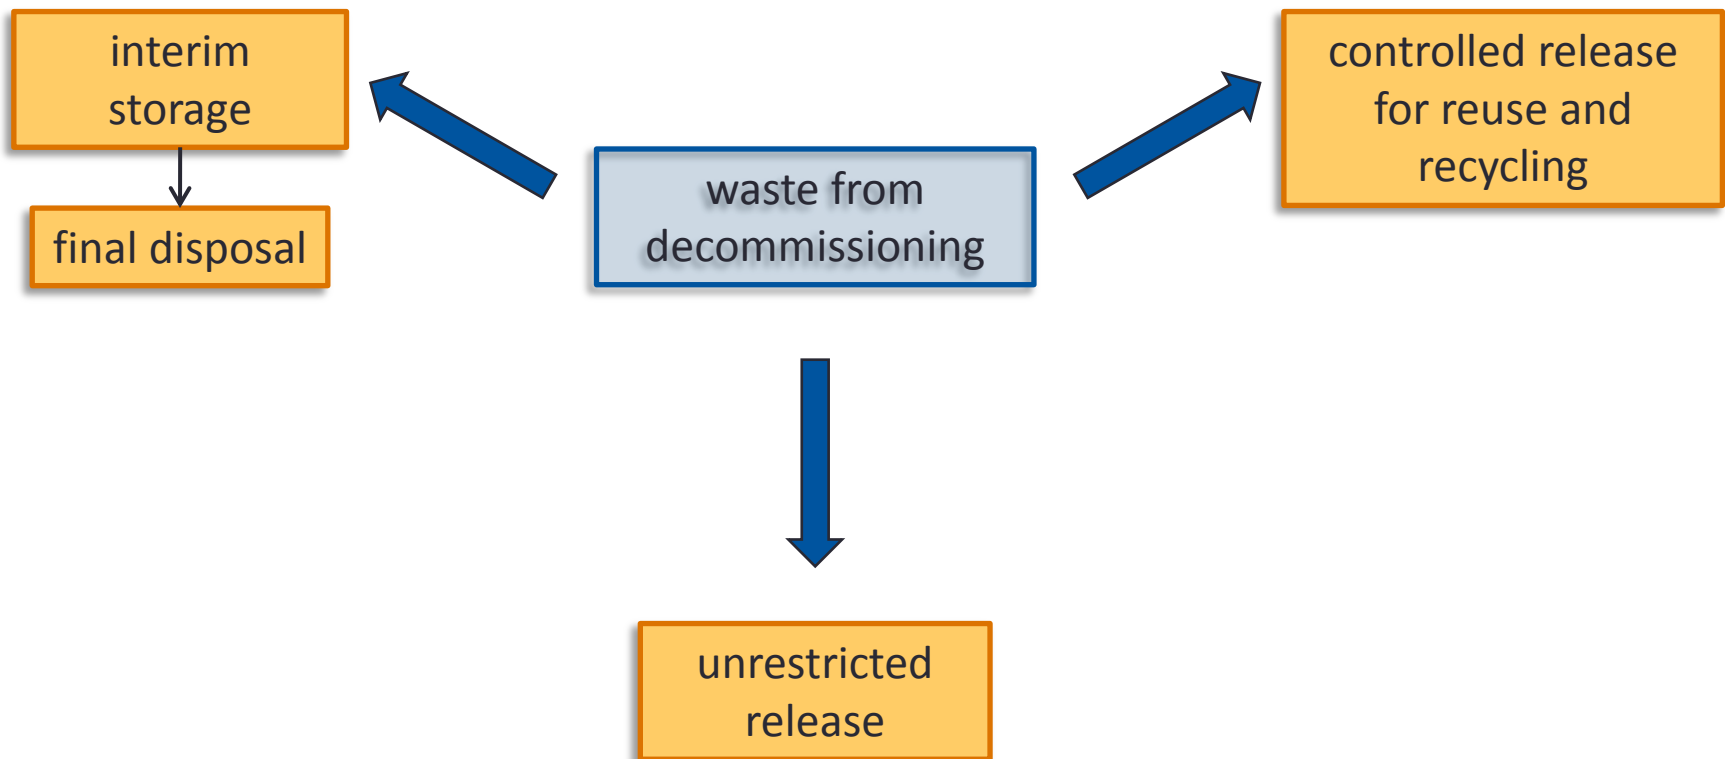 interim
storage
final disposal
waste from
decommissioning
controlled release
for reuse and
recycling
unrestricted
release